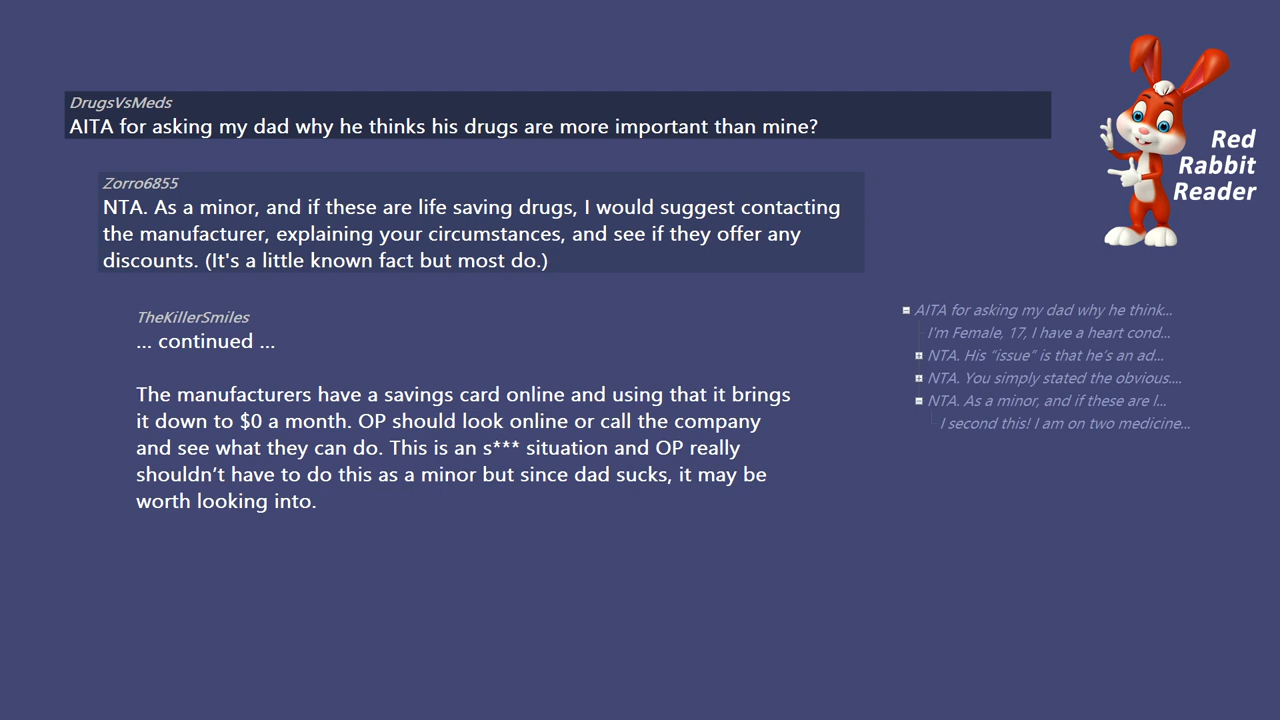 DrugsVsMeds
AITA for asking my dad why he thinks his drugs are more important than mine?
Zorro6855
NTA. As a minor, and if these are life saving drugs, I would suggest contacting
the manufacturer, explaining your circumstances, and see if they offer any
discounts. (It's a little known fact but most do.)
TheKillerSmiles
... continued ...
The manufacturers have a savings card online and using that it brings
it down to $0 a month. OP should look online or call the company
and see what they can do. This is an s*** situation and OP really
shouldn’t have to do this as a minor but since dad sucks, it may be
worth looking into.
Red
Rabbit
Reader
AITA for asking my dad why he think...
I'm Female, 17, I have a heart cond...
NTA. His “issue” is that he’s an ad...
NTA. You simply stated the obvious....
NTA. As a minor, and if these are l...
I second this! I am on two medicine...